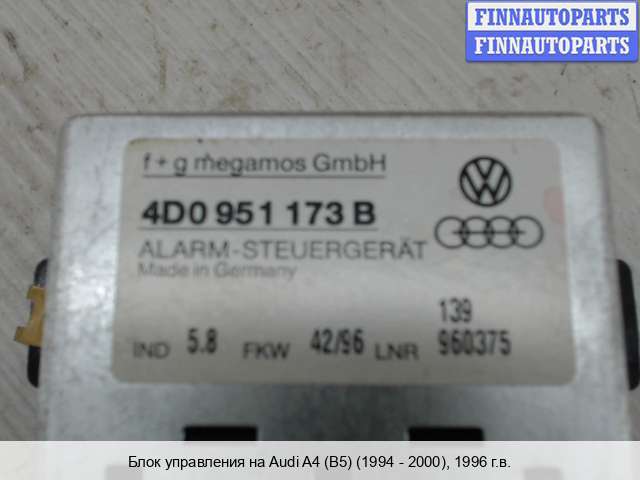 FINNAUTOPARTS
FINNAUTOPARTS
f+g megamos GmbH
4D0 951 173 B
ALARM-STEUERGERÄT
Made in Germany
139
IND 5.8 FKW 42/96 LNR 960375
Блок управления на Audi A4 (B5) (1994 - 2000), 1996 г.в.